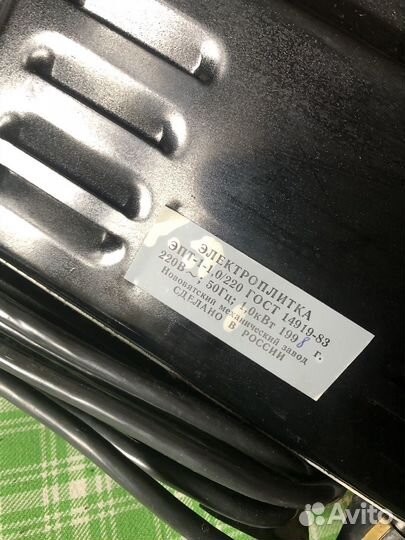 ЭЛЕКТРОПЛИТКА
ЭПТ-1-1,0/220 ГОСТ 14919-83
220В ~; 50Гц; 1,0кВт 1998 г.
Нововятский механический завод
СДЕЛАНО В РОССИИ
Avito